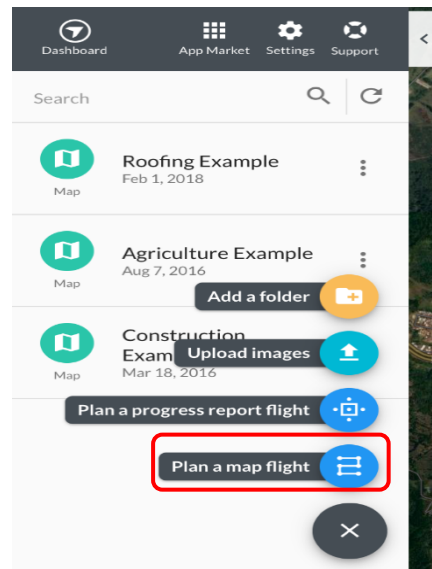 Dashboard
App Market
Settings
Support
Search
Roofing Example
Feb 1, 2018
Map
Agriculture Example
Aug 7, 2016
Map
Add a folder
Construction
Exam
Upload images
Mar 18, 2016
Map
Plan a progress report flight
Plan a map flight